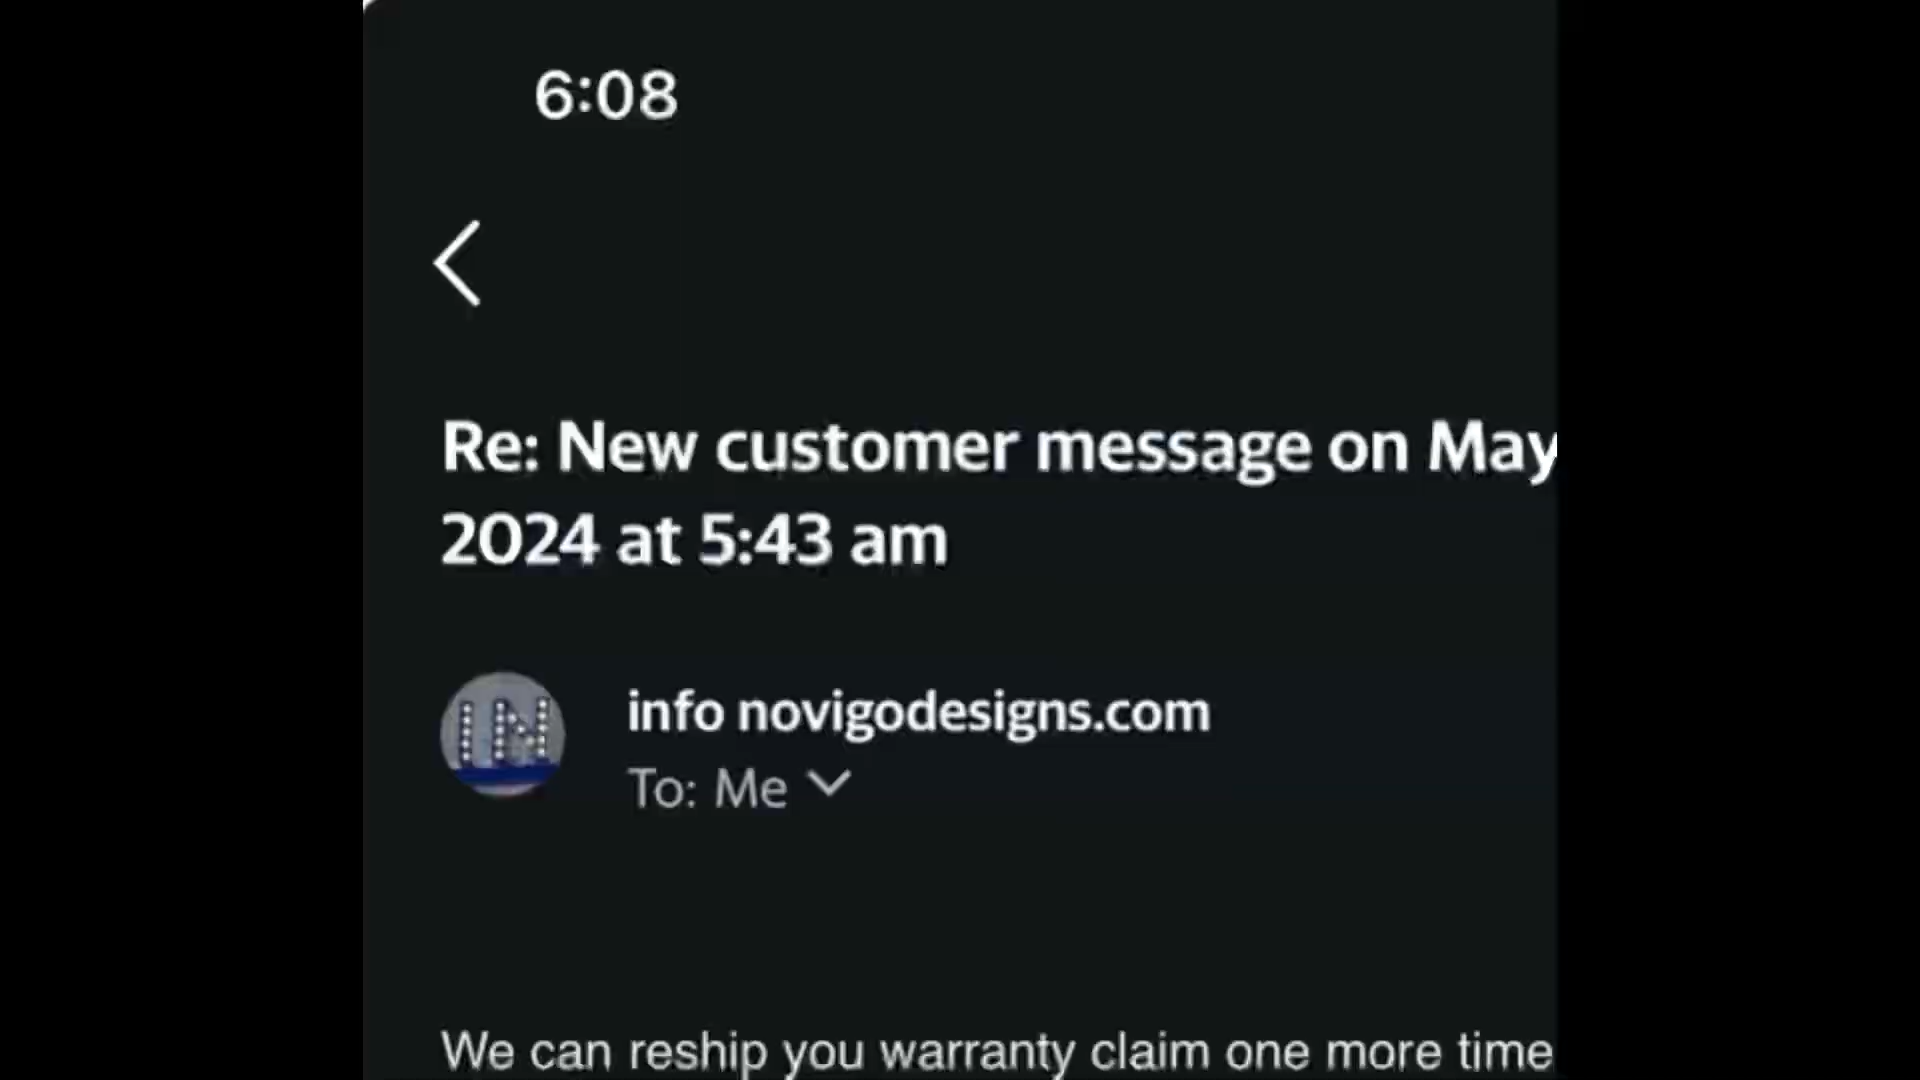 6:08
Re: New customer message on May
2024 at 5:43 am
IN
info novigodesigns.com
To: Me
We can reship you warranty claim one more time